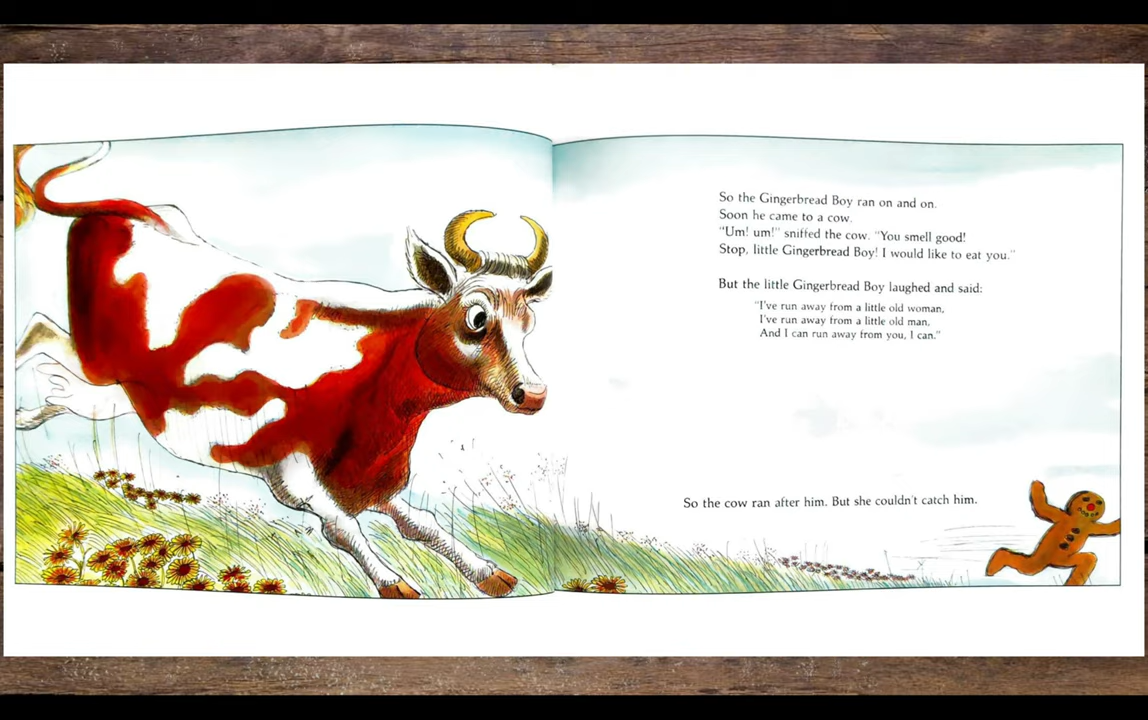 So the Gingerbread Boy ran on and on.
Soon he came to a cow.
"Um! um!" sniffed the cow. "You smell good!
Stop, little Gingerbread Boy! I would like to eat you."
But the little Gingerbread Boy laughed and said:
"I've run away from a little old woman,
I've run away from a little old man,
And I can run away from you, I can."
So the cow ran after him. But she couldn't catch him.